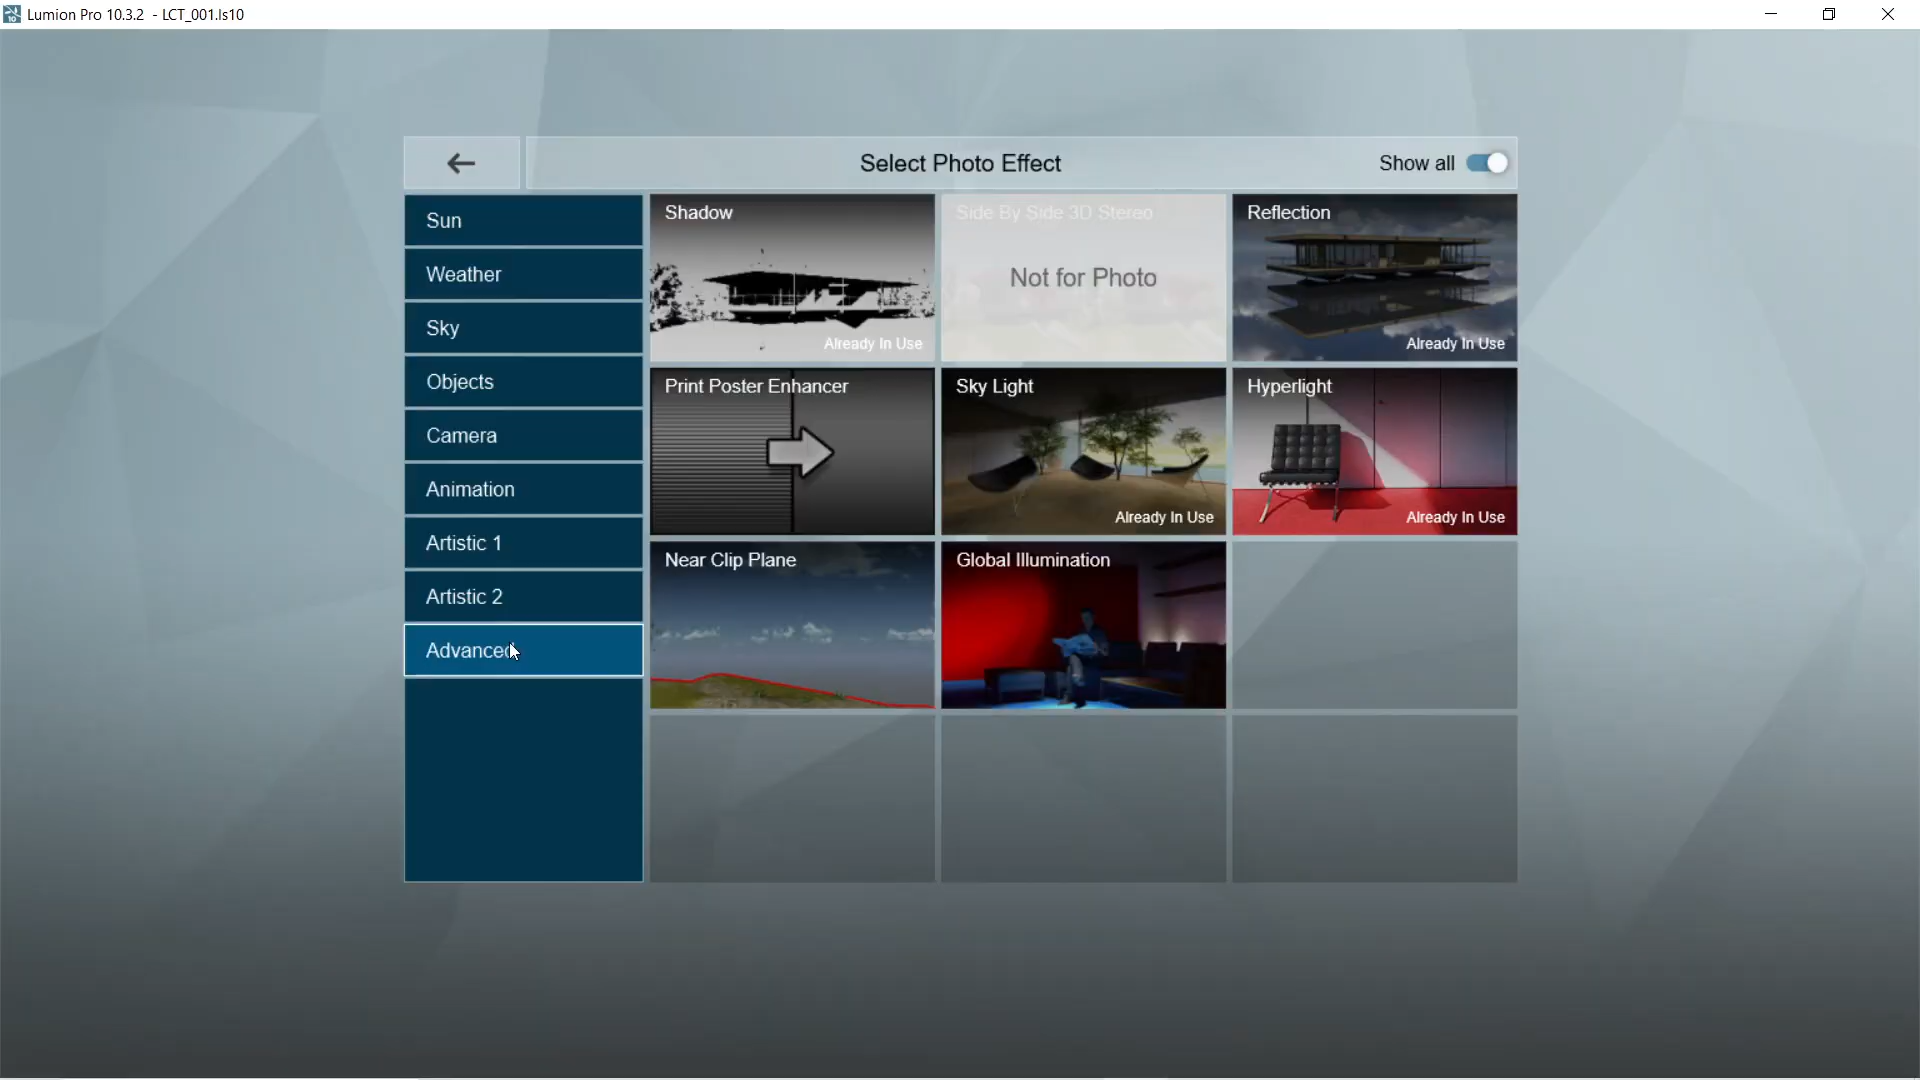 Lumion Pro 10.3.2 - LCT_001.ls10
Select Photo Effect
Show all
Sun
Weather
Sky
Objects
Camera
Animation
Artistic 1
Artistic 2
Advanced
Shadow
Already In Use
Side By Side 3D Stereo
Not for Photo
Reflection
Already In Use
Print Poster Enhancer
Sky Light
Already In Use
Hyperlight
Already In Use
Near Clip Plane
Global Illumination